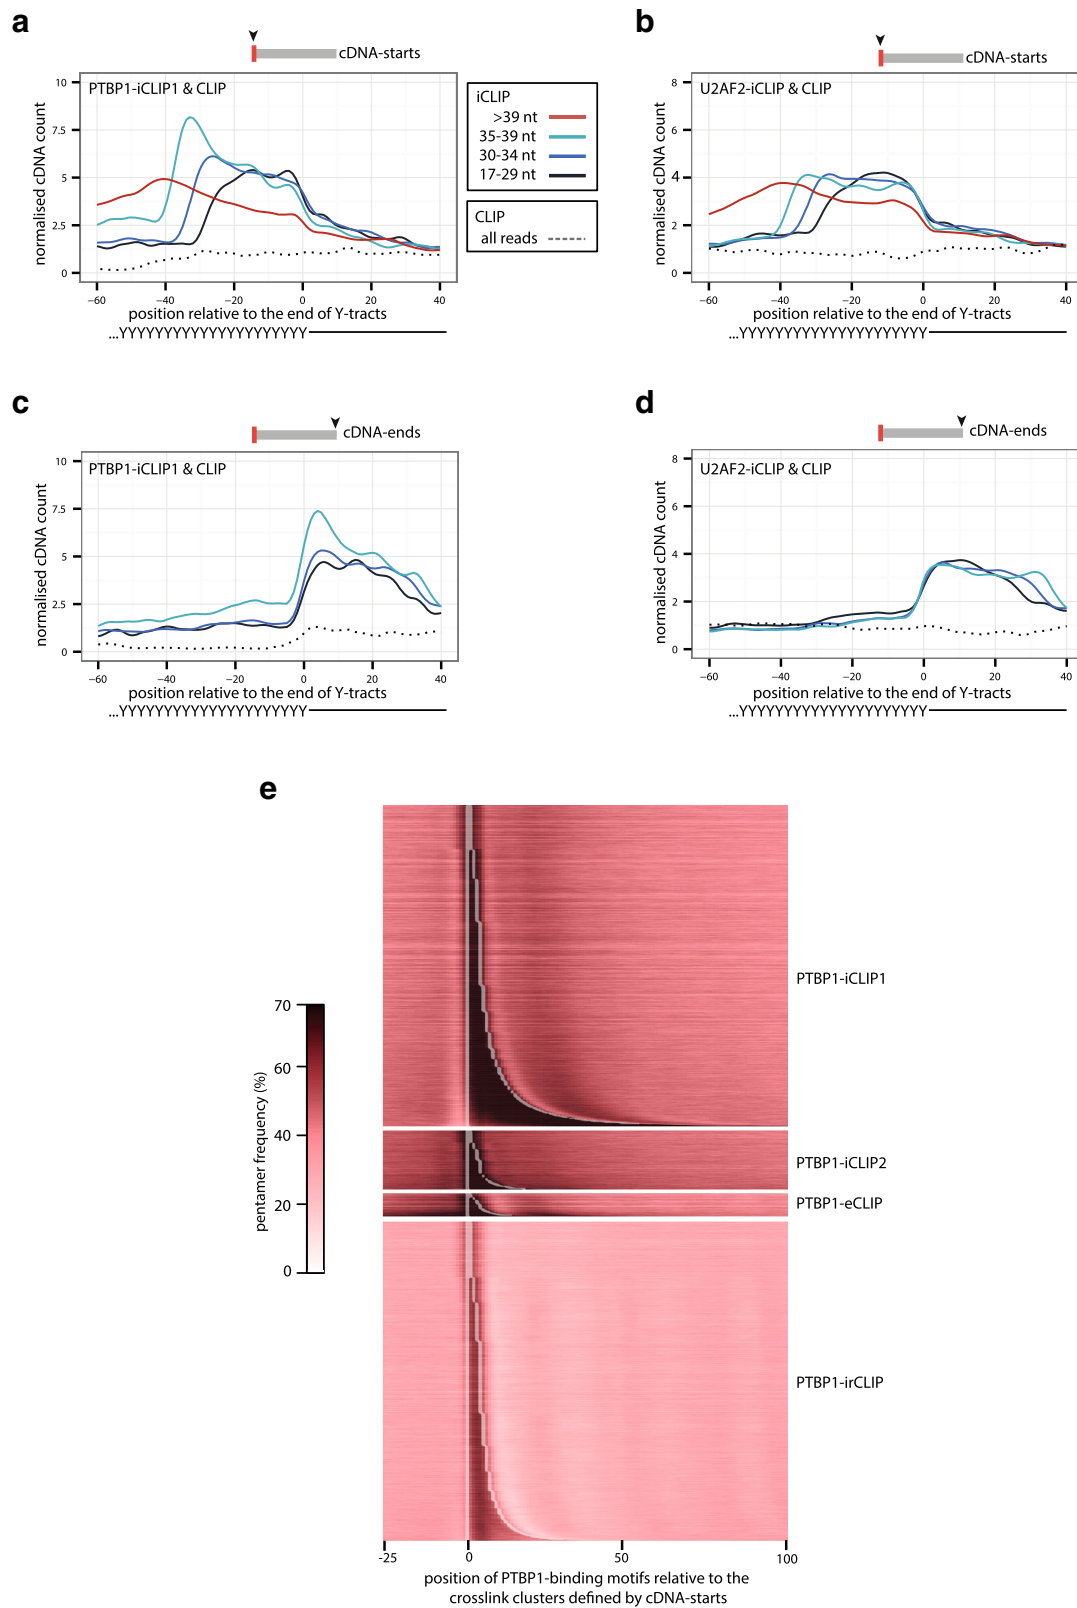 a
cDNA-starts
PTBP1-iCLIP1 & CLIP
normalised cDNA count
10
7.5
5
2.5
0
−60
−40
−20
0
20
40
position relative to the end of Y-tracts
...YYYYYYYYYYYYYYYYYYYYYYY
iCLIP
>39 nt
35-39 nt
30-34 nt
17-29 nt
CLIP
all reads
b
cDNA-starts
U2AF2-iCLIP & CLIP
normalised cDNA count
8
6
4
2
0
−60
−40
−20
0
20
40
position relative to the end of Y-tracts
...YYYYYYYYYYYYYYYYYYYYYYY
c
cDNA-ends
PTBP1-iCLIP1 & CLIP
normalised cDNA count
10
7.5
5
2.5
0
−60
−40
−20
0
20
40
position relative to the end of Y-tracts
...YYYYYYYYYYYYYYYYYYYYYYY
d
cDNA-ends
U2AF2-iCLIP & CLIP
normalised cDNA count
8
6
4
2
0
−60
−40
−20
0
20
40
position relative to the end of Y-tracts
...YYYYYYYYYYYYYYYYYYYYYYY
e
pentamer frequency (%)
70
60
40
20
0
PTBP1-iCLIP1
PTBP1-iCLIP2
PTBP1-eCLIP
PTBP1-irCLIP
-25
0
50
100
position of PTBP1-binding motifs relative to the
crosslink clusters defined by cDNA-starts